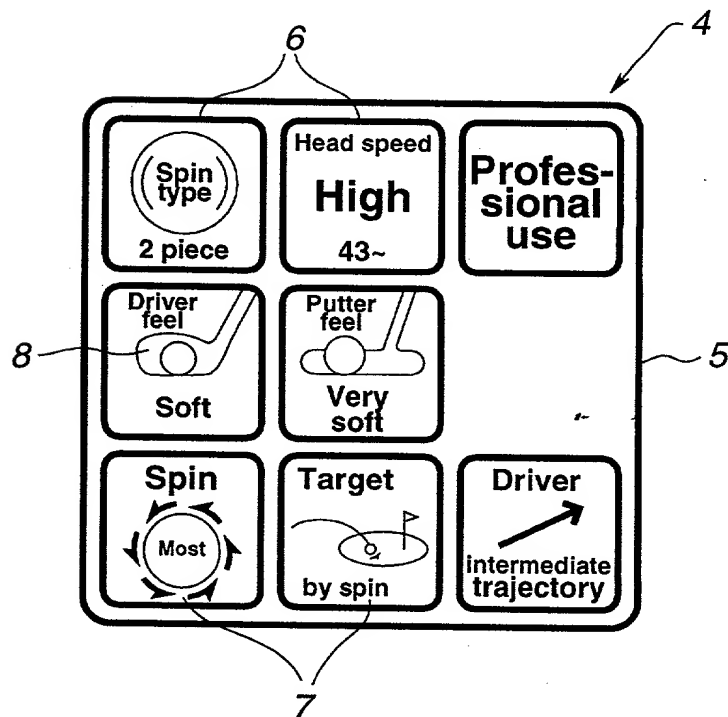 4
6
Spin
type
2 piece
Head speed
High
43~
Profes-
sional
use
Driver
feel
8
Soft
Putter
feel
Very
soft
5
Spin
Most
Target
by spin
Driver
intermediate
trajectory
7